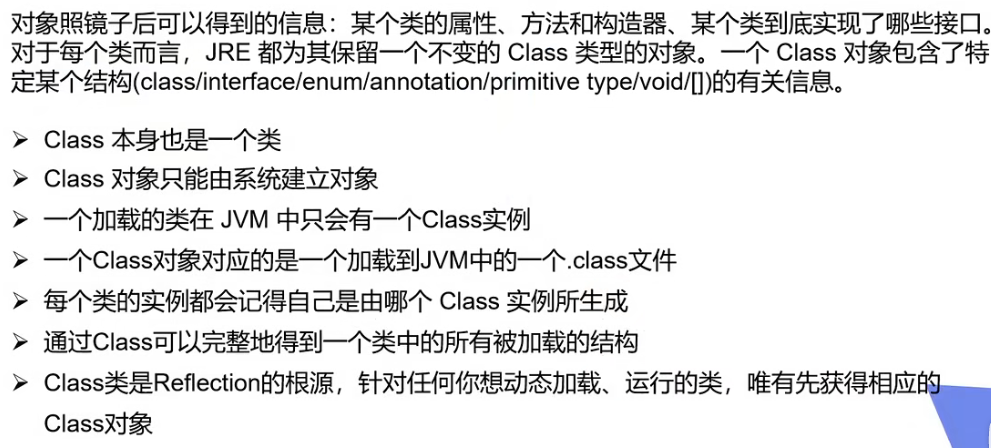 对象照镜子后可以得到的信息：某个类的属性、方法和构造器、某个类到底实现了哪些接口。
对于每个类而言，JRE 都为其保留一个不变的 Class 类型的对象。一个 Class 对象包含了特
定某个结构(class/interface/enum/annotation/primitive type/void/[])的有关信息。
➢ Class 本身也是一个类
➢ Class 对象只能由系统建立对象
➢ 一个加载的类在 JVM 中只会有一个Class实例
➢ 一个Class对象对应的是一个加载到JVM中的一个.class文件
➢ 每个类的实例都会记得自己是由哪个 Class 实例所生成
➢ 通过Class可以完整地得到一个类中的所有被加载的结构
➢ Class类是Reflection的根源，针对任何你想动态加载、运行的类，唯有先获得相应的
Class对象